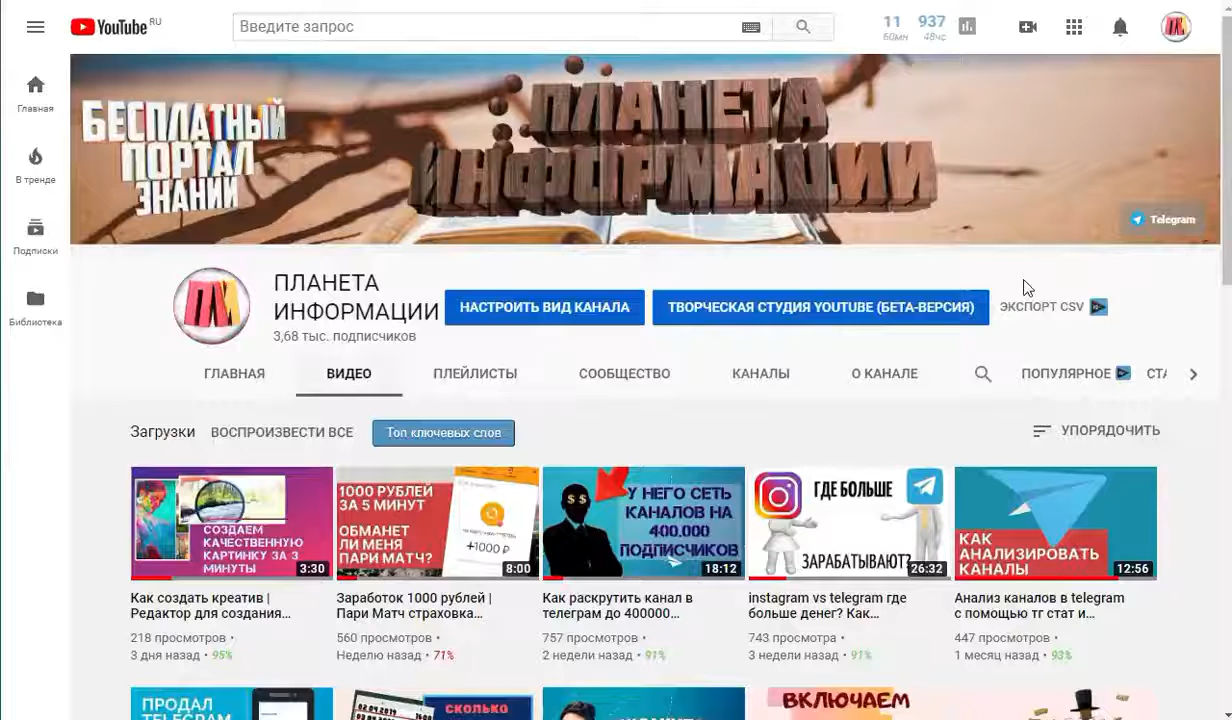 YouTube RU
Введите запрос
11 937
60мн 48чс
Главная
В тренде
Подписки
Библиотека
БЕСПЛАТНЫЙ
ПОРТАЛ
ЗНАНИЙ
ПЛАНЕТА
ИНФОРМАЦИИ
Telegram
ПЛАНЕТА
ИНФОРМАЦИИ
3,68 тыс. подписчиков
НАСТРОИТЬ ВИД КАНАЛА
ТВОРЧЕСКАЯ СТУДИЯ YOUTUBE (БЕТА-ВЕРСИЯ)
ЭКСПОРТ CSV
ГЛАВНАЯ ВИДЕО ПЛЕЙЛИСТЫ СООБЩЕСТВО КАНАЛЫ О КАНАЛЕ ПОПУЛЯРНОЕ СТА
Загрузки ВОСПРОИЗВЕСТИ ВСЕ Топ ключевых слов УПОРЯДОЧИТЬ
СОЗДАЕМ
КАЧЕСТВЕННУЮ
КАРТИНКУ ЗА 3
МИНУТЫ
3:30
Как создать креатив |
Редактор для создания...
218 просмотров •
3 дня назад • 95%
1000 РУБЛЕЙ
ЗА 5 МИНУТ
ОБМАНЕТ
ЛИ МЕНЯ
ПАРИ МАТЧ?
+1000 ₽
8:00
Заработок 1000 рублей |
Пари Матч страховка...
560 просмотров •
Неделю назад • 71%
У НЕГО СЕТЬ
КАНАЛОВ НА
400.000
ПОДПИСЧИКОВ
18:12
Как раскрутить канал в
телеграм до 400000...
757 просмотров •
2 недели назад • 91%
ГДЕ БОЛЬШЕ
ЗАРАБАТЫВАЮТ?
26:32
instagram vs telegram где
больше денег? Как...
743 просмотра •
3 недели назад • 91%
КАК
АНАЛИЗИРОВАТЬ
КАНАЛЫ
12:56
Анализ каналов в telegram
с помощью тг стат и...
447 просмотров •
1 месяц назад • 93%
ПРОДАЛ
СКОЛЬКО
ВКЛЮЧАЕМ